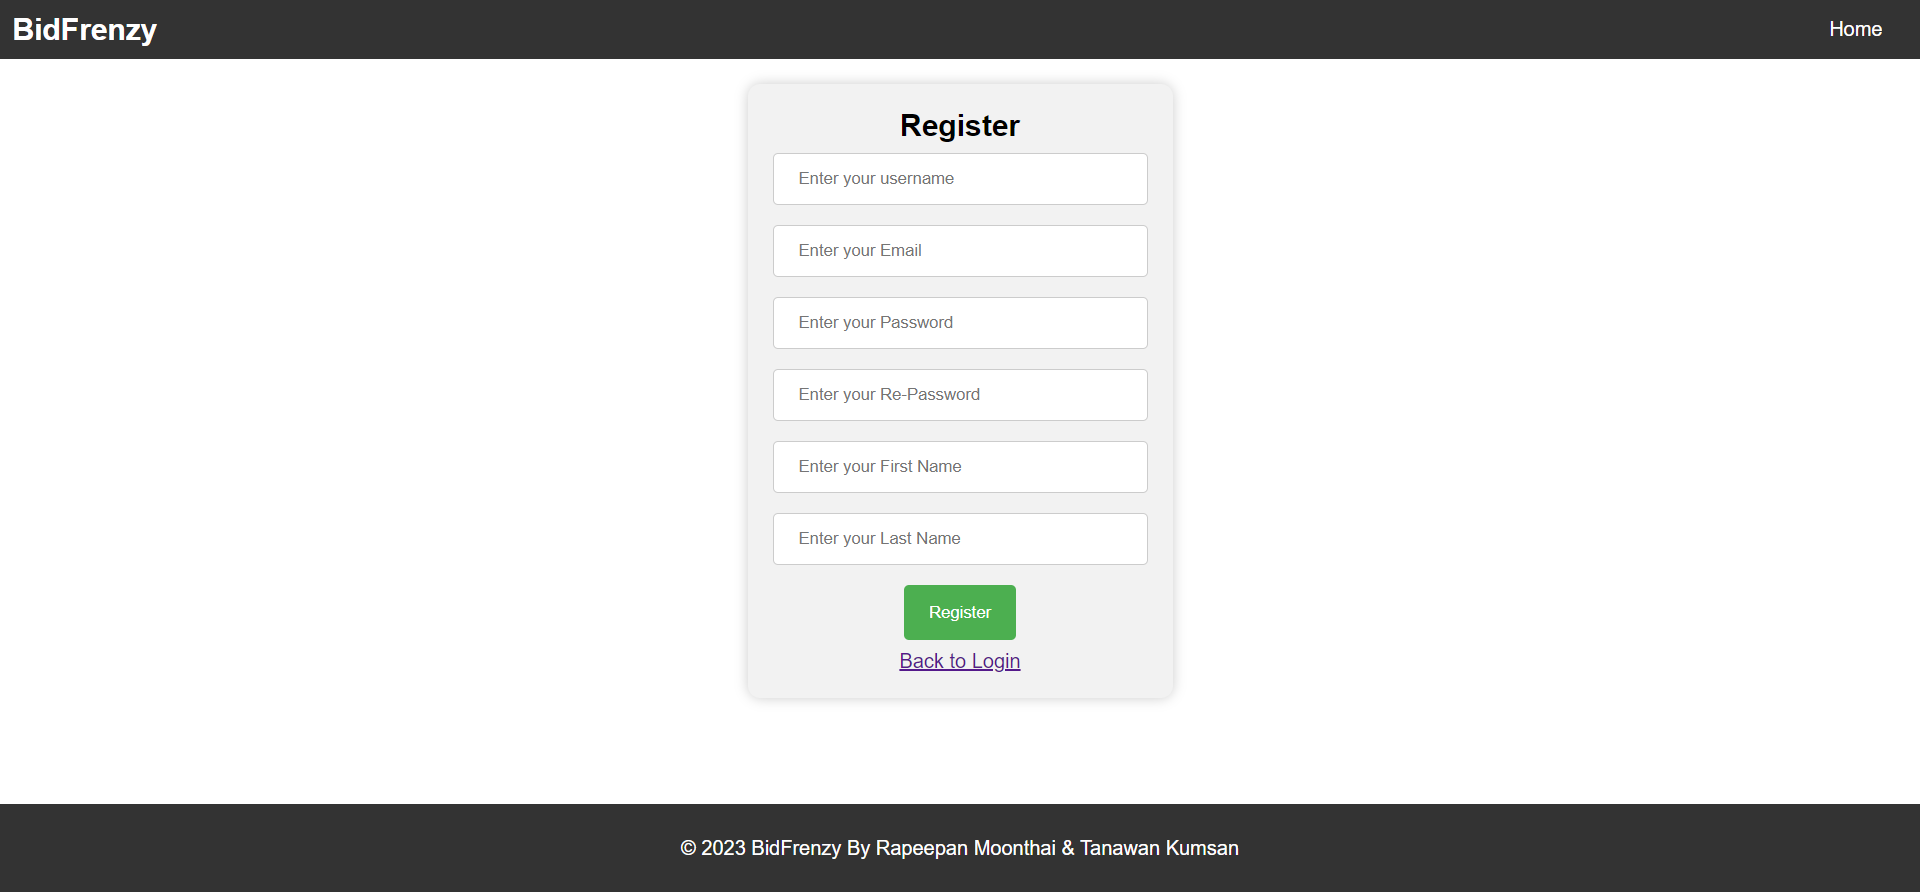 BidFrenzy
Home
Register
Enter your username
Enter your Email
Enter your Password
Enter your Re-Password
Enter your First Name
Enter your Last Name
Register
Back to Login
© 2023 BidFrenzy By Rapeepan Moonthai & Tanawan Kumsan